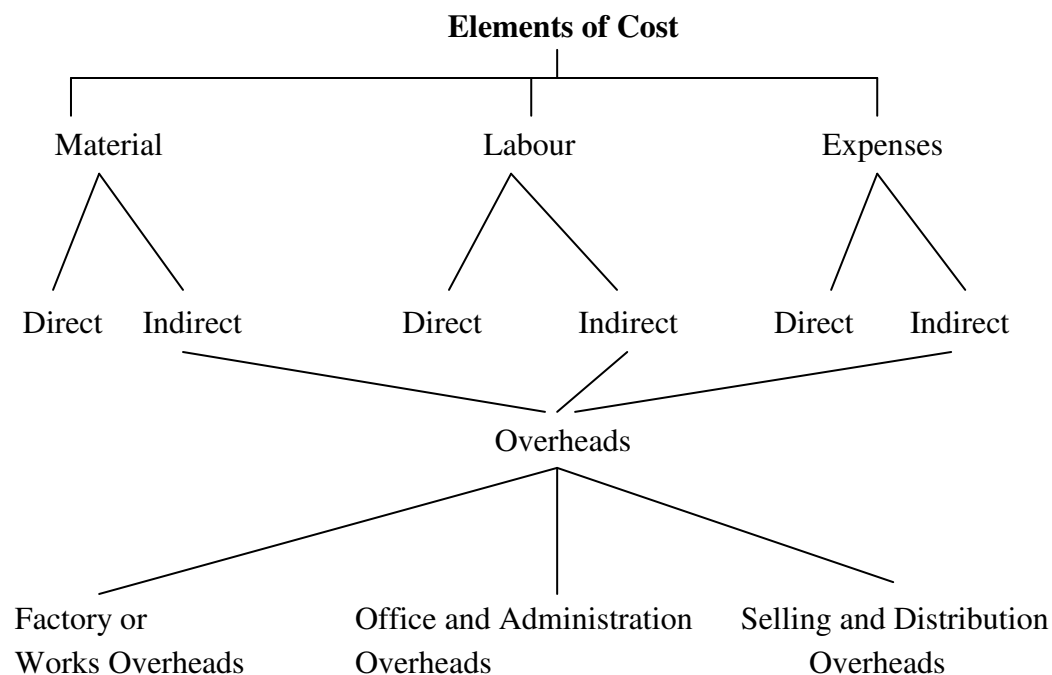 Elements of Cost
Material Labour Expenses
Direct Indirect Direct Indirect Direct Indirect
Overheads
Factory or Office and Administration Selling and Distribution
Works Overheads Overheads Overheads